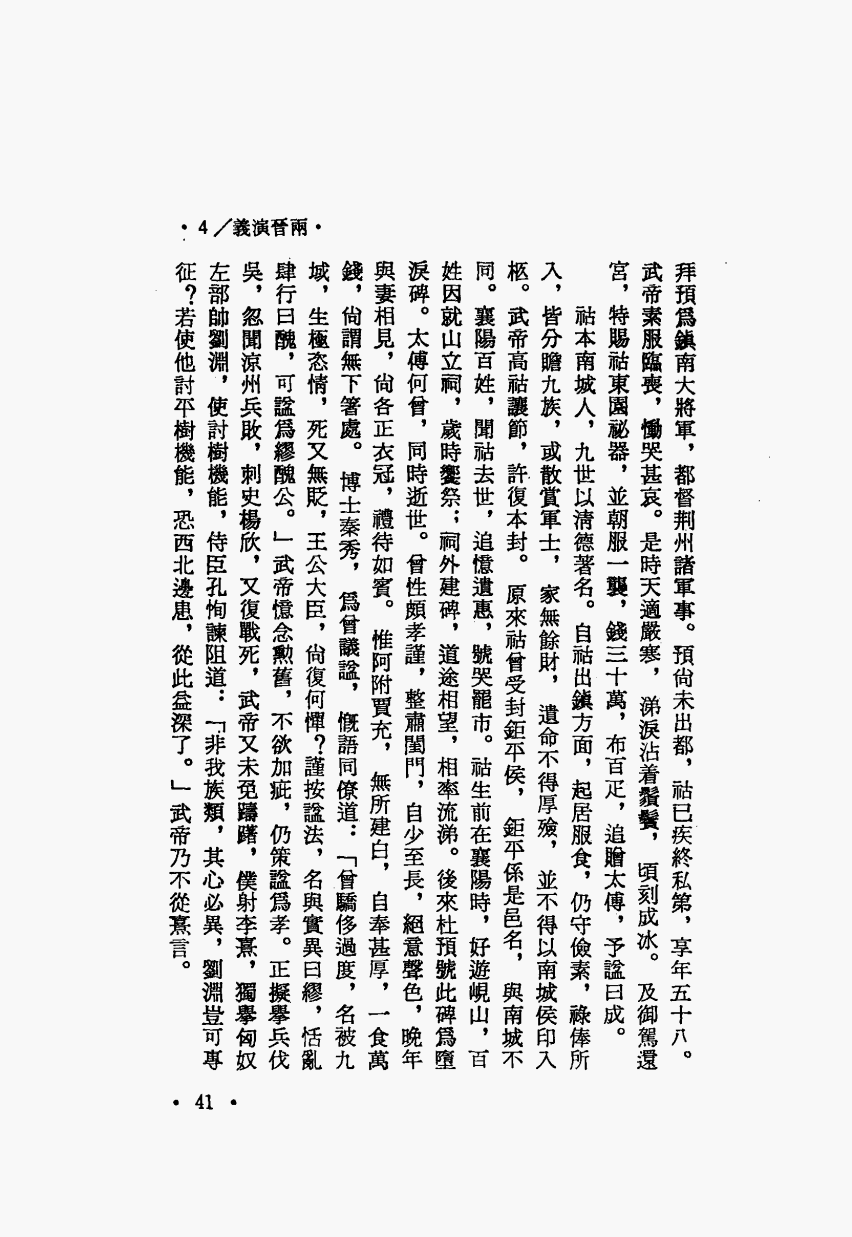 •兩晉演義／4•
拜預爲鎮南大將軍，都督荆州諸軍事。預尙未出都，祜已疾終私第，享年五十八。
武帝素服臨喪，慟哭甚哀。是時天適嚴寒，涕淚沾着鬚鬢，頃刻成冰。及御駕還
宮，特賜祜東園祕器，並朝服一襲，錢三十萬，布百疋，追贈太傅，予諡曰成。
祜本南城人，九世以淸德著名。自祜出鎮方面，起居服食，仍守儉素，祿俸所
入，皆分贍九族，或散賞軍士，家無餘財，遺命不得厚殮，並不得以南城侯印入
柩。武帝高祜讓節，許復本封。原來祜曾受封鉅平侯，鉅平係是邑名，與南城不
同。襄陽百姓，聞祜去世，追憶遺惠，號哭罷市。祜生前在襄陽時，好遊峴山，百
姓因就山立祠，歲時饗祭；祠外建碑，道途相望，相率流涕。後來杜預號此碑爲墮
淚碑。太傅何曾，同時逝世。曾性頗孝謹，整肅閨門，自少至長，絕意聲色，晚年
與妻相見，尙各正衣冠，禮待如賓。惟阿附賈充，無所建白，自奉甚厚，一食萬
錢，尙謂無下箸處。博士秦秀，爲曾議諡，慨語同僚道：「曾驕侈過度，名被九
域，生極恣情，死又無貶，王公大臣，尙復何憚？謹按諡法，名與實異曰繆，恬亂
肆行曰醜，可諡爲繆醜公。」武帝憶念勲舊，不欲加疵，仍策諡爲孝。正擬擧兵伐
吳，忽聞涼州兵敗，刺史楊欣，又復戰死，武帝又未免躊躇，僕射李熹，獨擧匈奴
左部帥劉淵，使討樹機能，侍臣孔恂諫阻道：「非我族類，其心必異，劉淵豈可專
征？若使他討平樹機能，恐西北邊患，從此益深了。」武帝乃不從熹言。
• 41 •